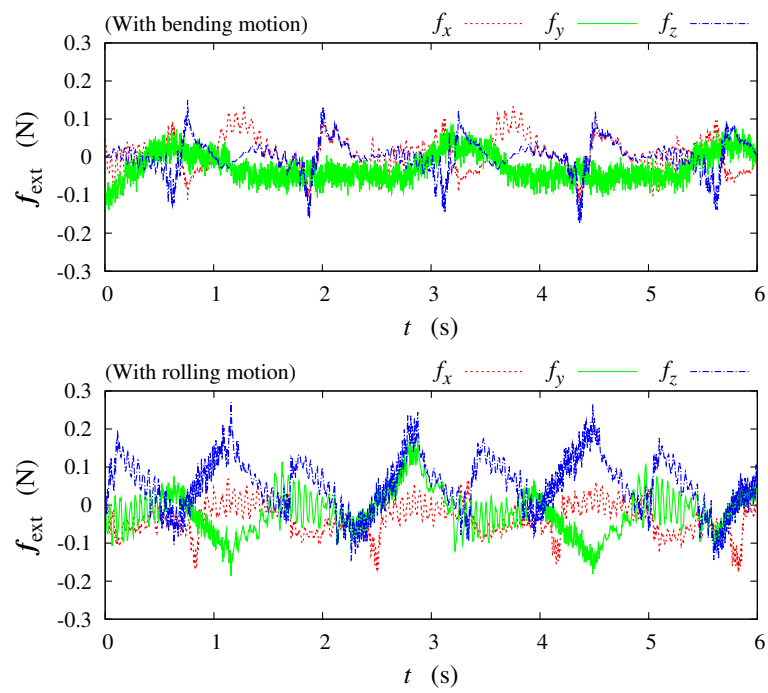 (With bending motion) f_x f_y f_z
0.3
0.2
0.1
0
-0.1
-0.2
-0.3
f_ext (N)
0 1 2 3 4 5 6
t (s)
(With rolling motion) f_x f_y f_z
0.3
0.2
0.1
0
-0.1
-0.2
-0.3
f_ext (N)
0 1 2 3 4 5 6
t (s)